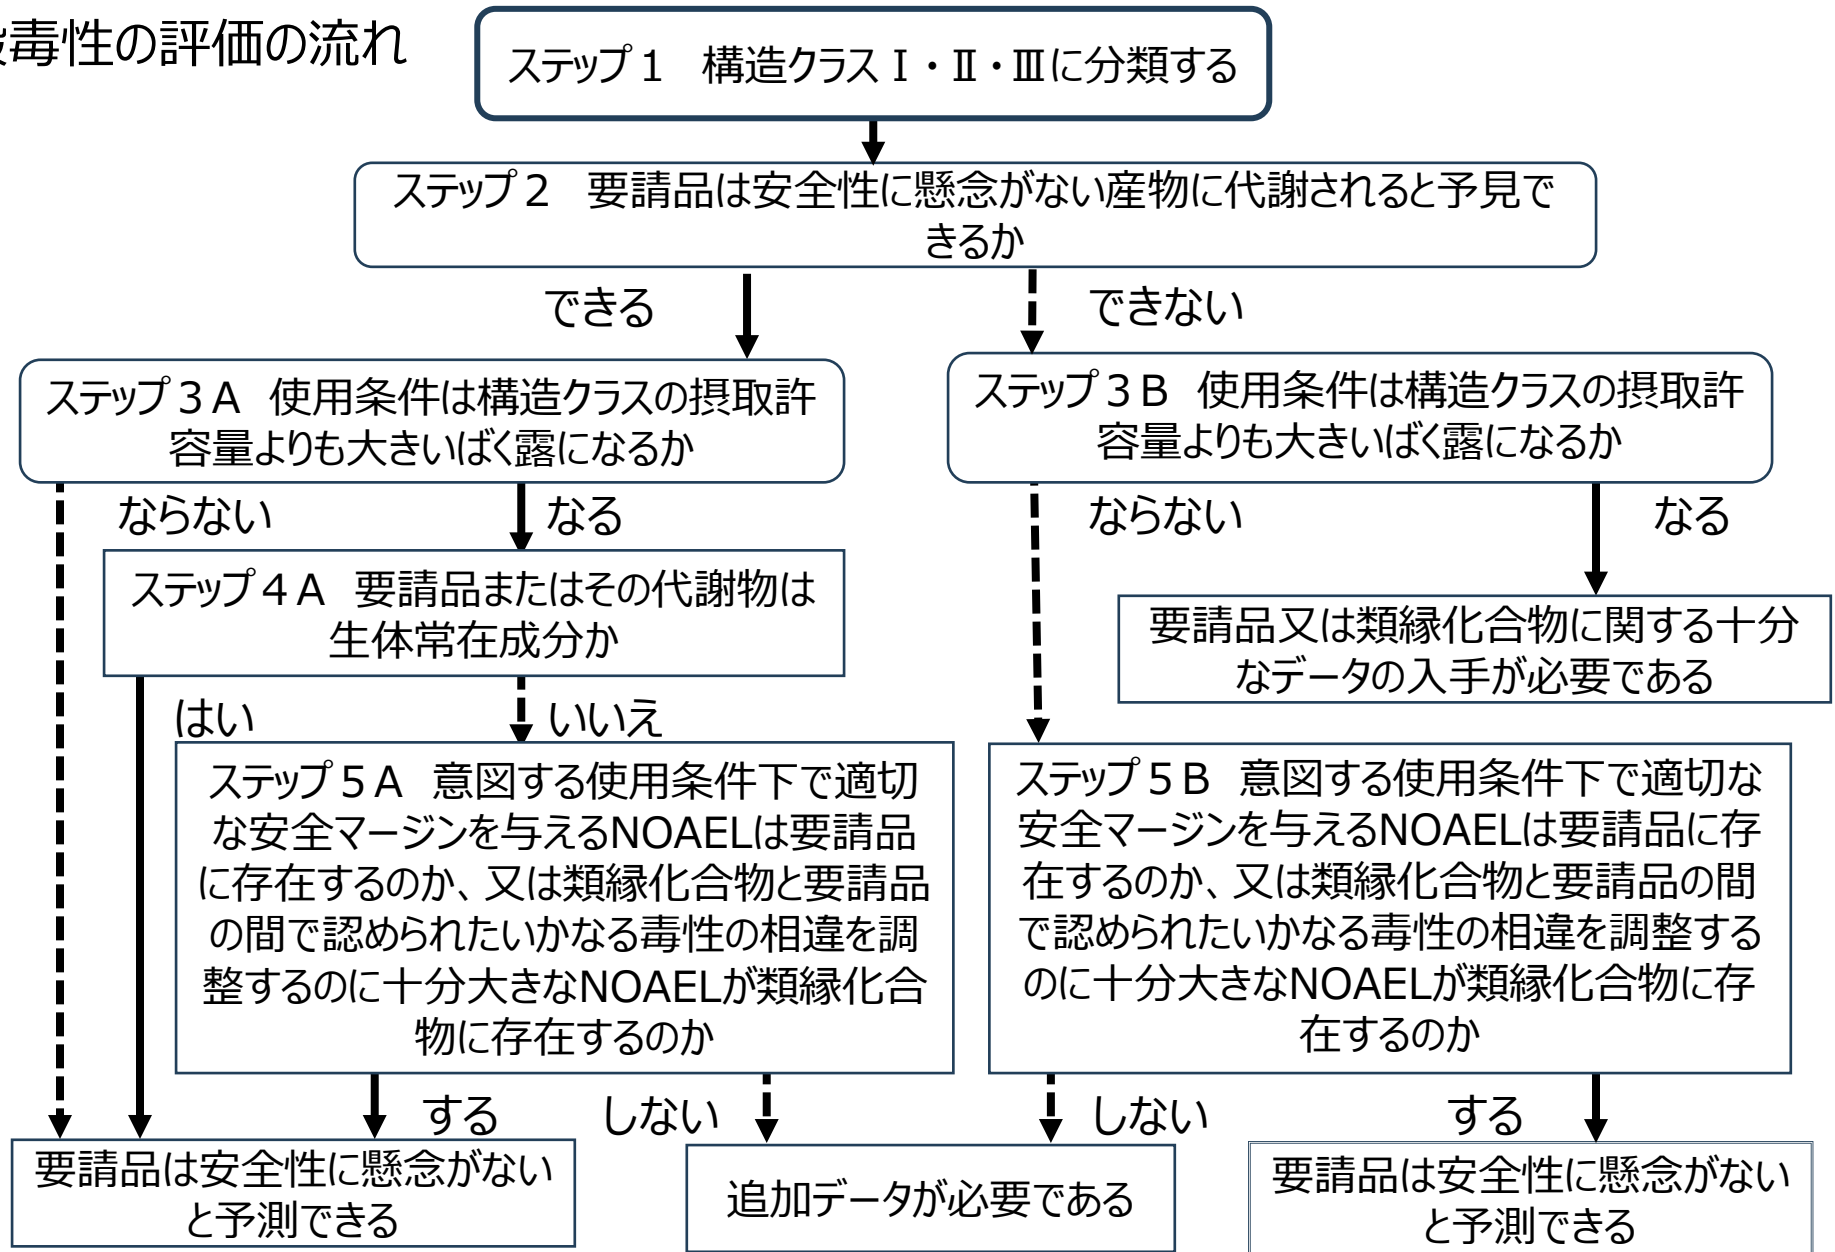 毒性の評価の流れ
ステップ１　構造クラスⅠ・Ⅱ・Ⅲに分類する
ステップ２　要請品は安全性に懸念がない産物に代謝されると予見で
きるか
できる
できない
ステップ３Ａ 使用条件は構造クラスの摂取許
容量よりも大きいばく露になるか
ステップ３Ｂ 使用条件は構造クラスの摂取許
容量よりも大きいばく露になるか
ならない
なる
ならない
なる
ステップ４Ａ 要請品またはその代謝物は
生体常在成分か
要請品又は類縁化合物に関する十分
なデータの入手が必要である
はい
いいえ
ステップ５Ａ 意図する使用条件下で適切
な安全マージンを与えるNOAELは要請品
に存在するのか、又は類縁化合物と要請品
の間で認められたいかなる毒性の相違を調
整するのに十分大きなNOAELが類縁化合
物に存在するのか
ステップ５Ｂ 意図する使用条件下で適切な
安全マージンを与えるNOAELは要請品に存
在するのか、又は類縁化合物と要請品の間
で認められたいかなる毒性の相違を調整する
のに十分大きなNOAELが類縁化合物に存
在するのか
する
しない
しない
する
要請品は安全性に懸念がない
と予測できる
追加データが必要である
要請品は安全性に懸念がない
と予測できる